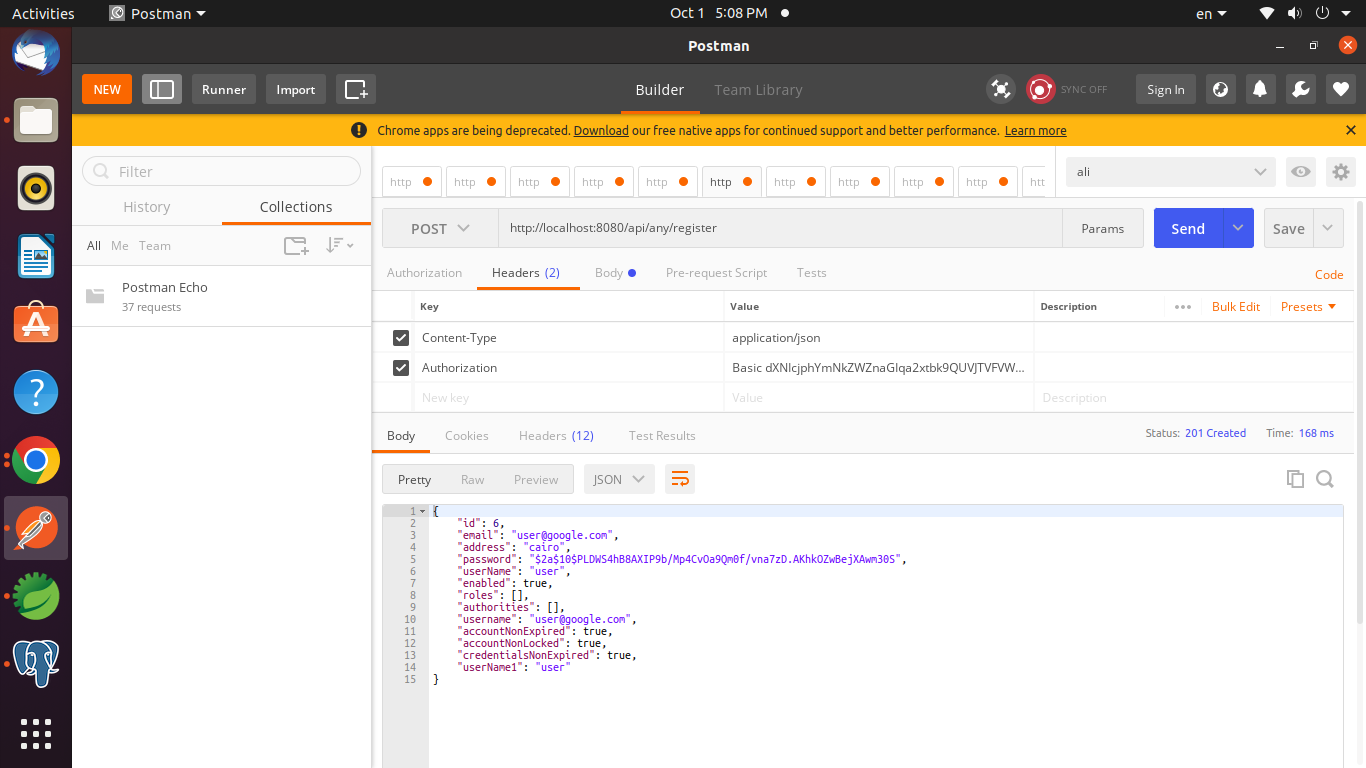 Activities Postman Oct 1 5:08 PM en
Postman
NEW Runner Import Builder Team Library SYNC OFF Sign In
Chrome apps are being deprecated. Download our free native apps for continued support and better performance. Learn more
Filter
History Collections
All Me Team
Postman Echo
37 requests
http http http http http http http http http http htt ali
POST http://localhost:8080/api/any/register Params Send Save
Authorization Headers (2) Body Pre-request Script Tests Code
Key Value Description ••• Bulk Edit Presets
Content-Type application/json
Authorization
New key Value Description
Body Cookies Headers (12) Test Results Status: 201 Created Time: 168 ms
Pretty Raw Preview JSON
1 {
2 "id": 6,
3 "email": "user@google.com",
4 "address": "cairo",
5 "password": "$2a$10$PLDWS4hB8AXIP9b/Mp4CvOa9Qm0f/vna7zD.AKhkOZwBejXAwm30S",
6 "userName": "user",
7 "enabled": true,
8 "roles": [],
9 "authorities": [],
10 "username": "user@google.com",
11 "accountNonExpired": true,
12 "accountNonLocked": true,
13 "credentialsNonExpired": true,
14 "userName1": "user"
15 }